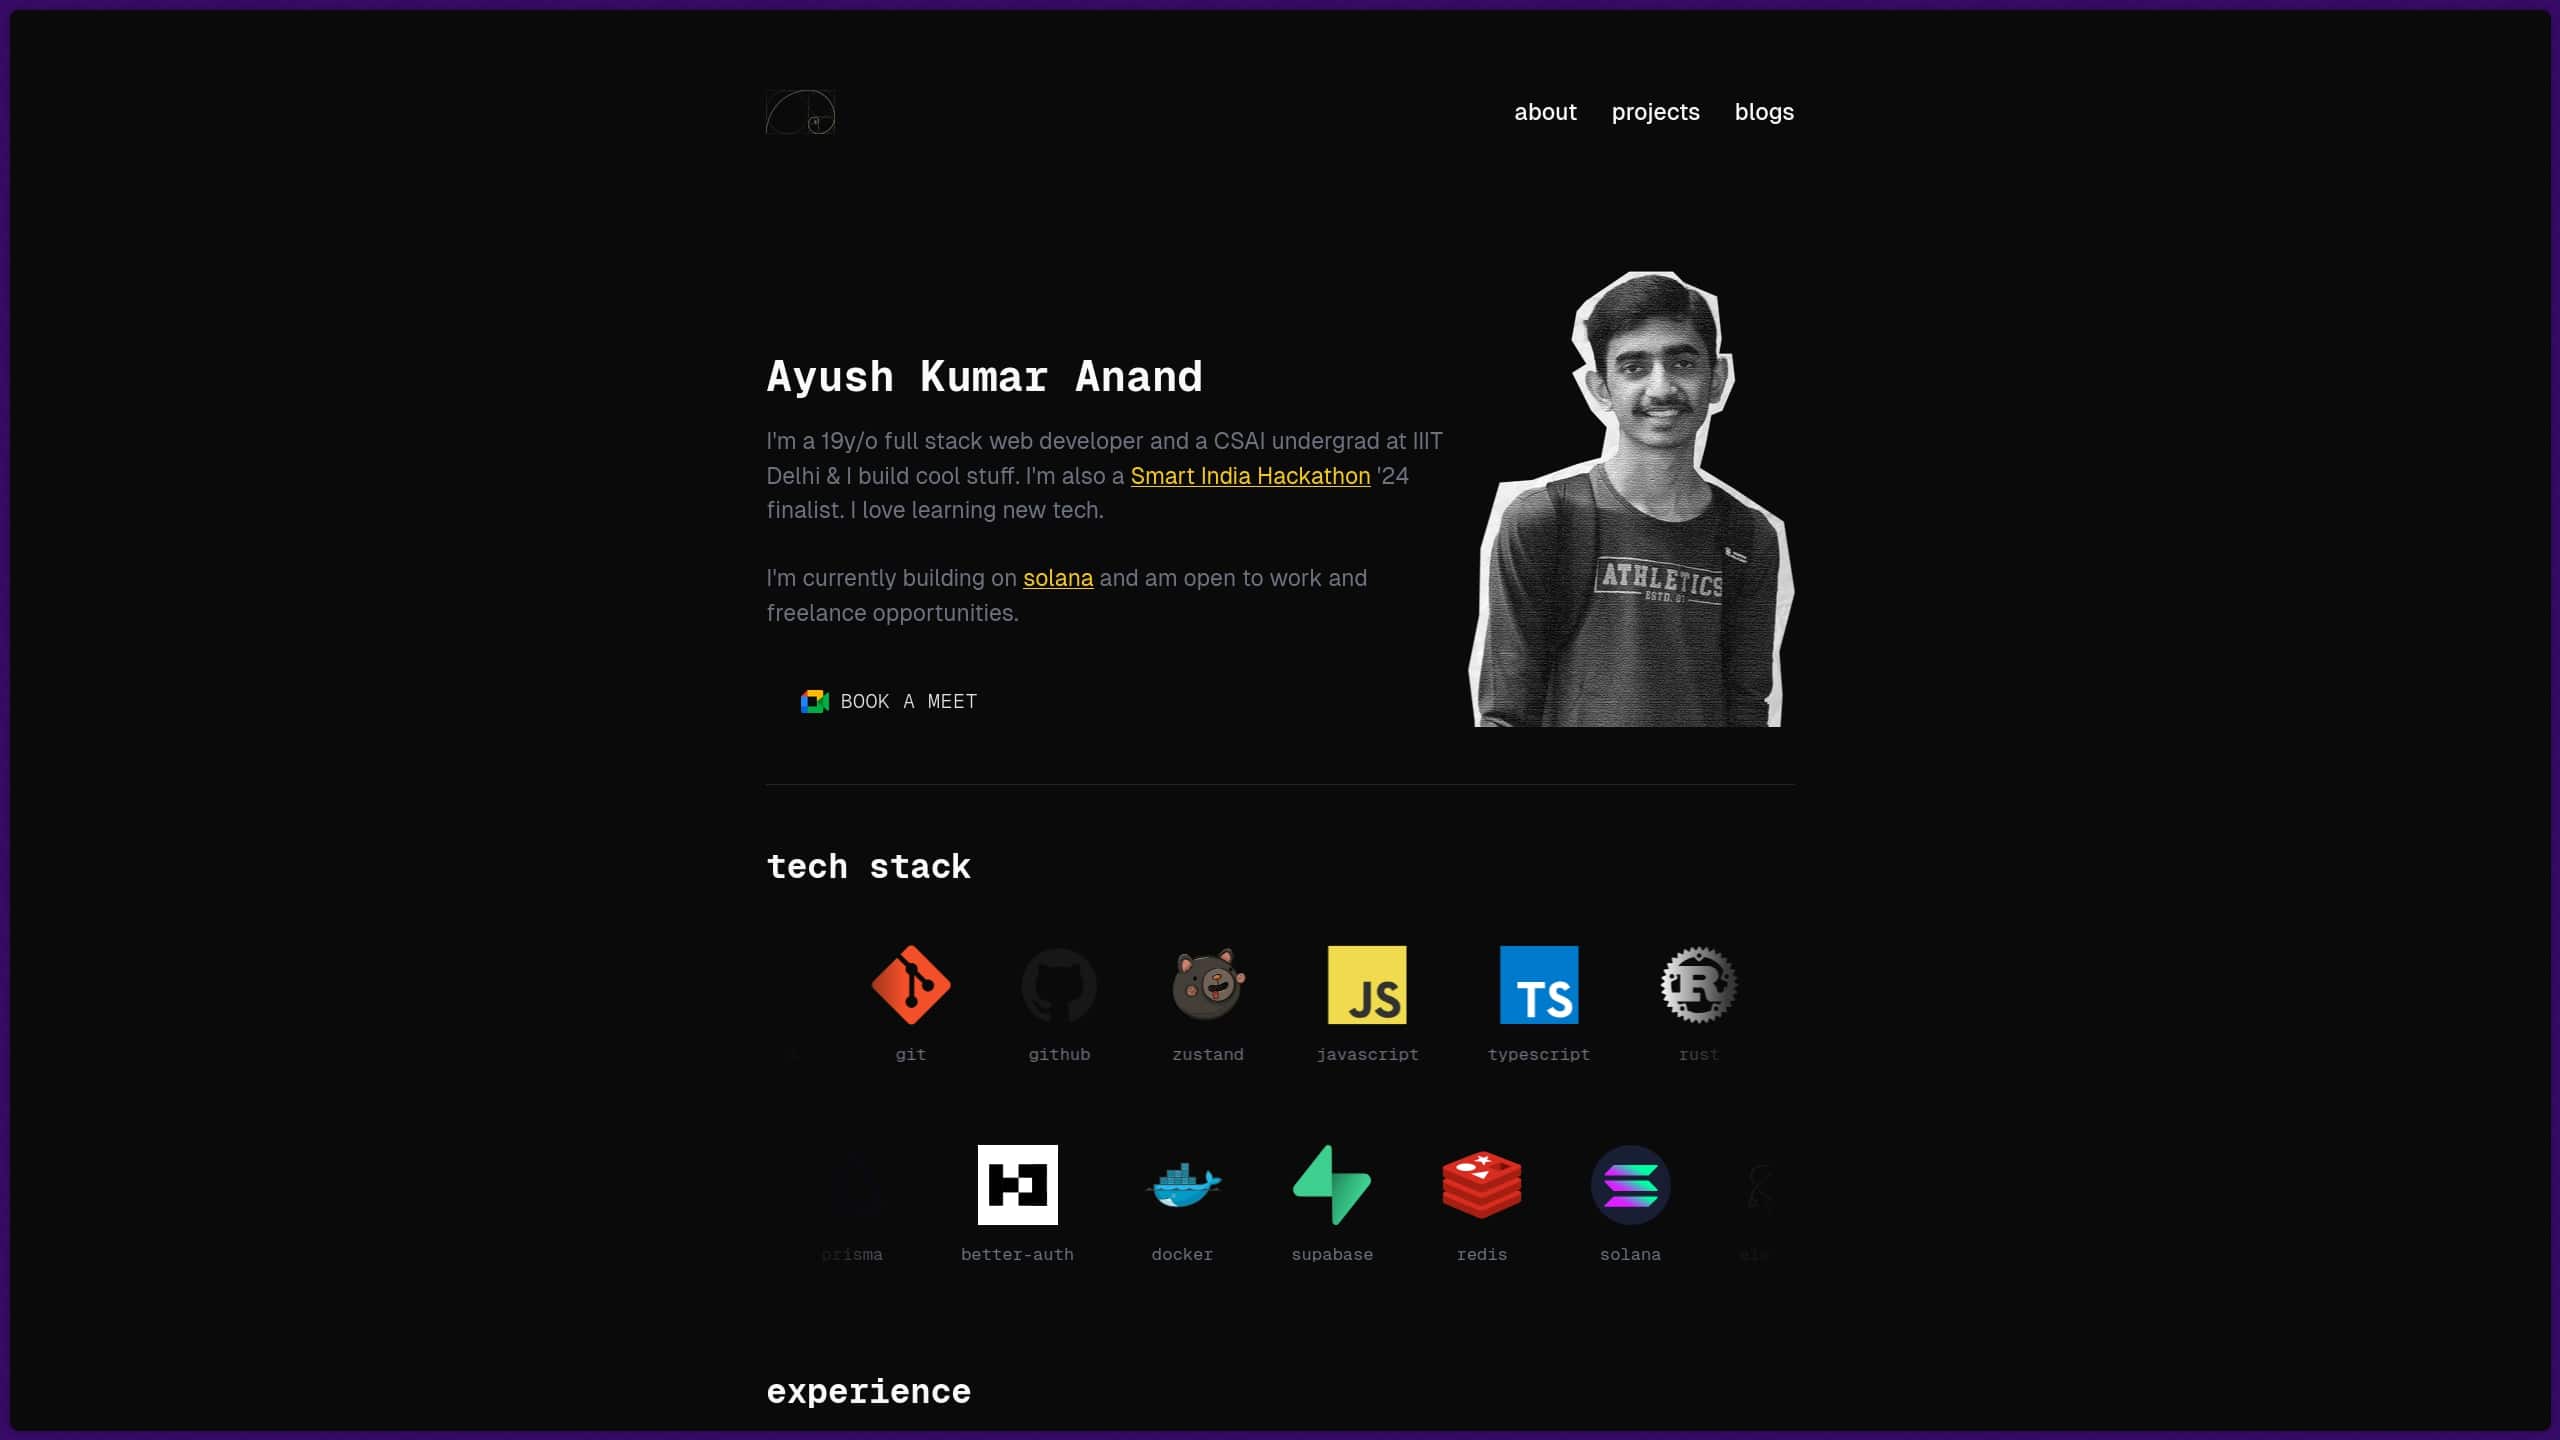 about projects blogs
Ayush Kumar Anand
I'm a 19y/o full stack web developer and a CSAI undergrad at IIIT
Delhi & I build cool stuff. I'm also a Smart India Hackathon '24
finalist. I love learning new tech.
I'm currently building on solana and am open to work and
freelance opportunities.
BOOK A MEET
ATHLETICS
ESTD.
tech stack
JS
TS
R
git github zustand javascript typescript rust
prisma better-auth docker supabase redis solana
experience